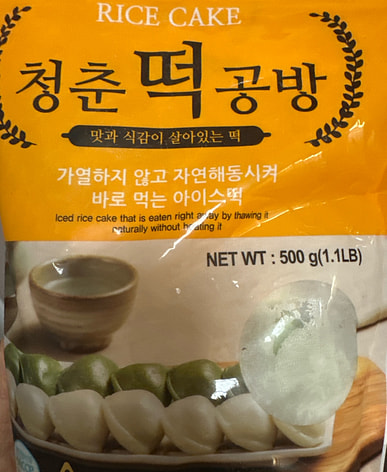 RICE CAKE
청춘떡공방
맛과 식감이 살아있는 떡
가열하지 않고 자연해동시켜
바로 먹는 아이스떡
Iced rice cake that is eaten right away by thawing it
naturally without heating it
NET WT : 500 g(1.1LB)